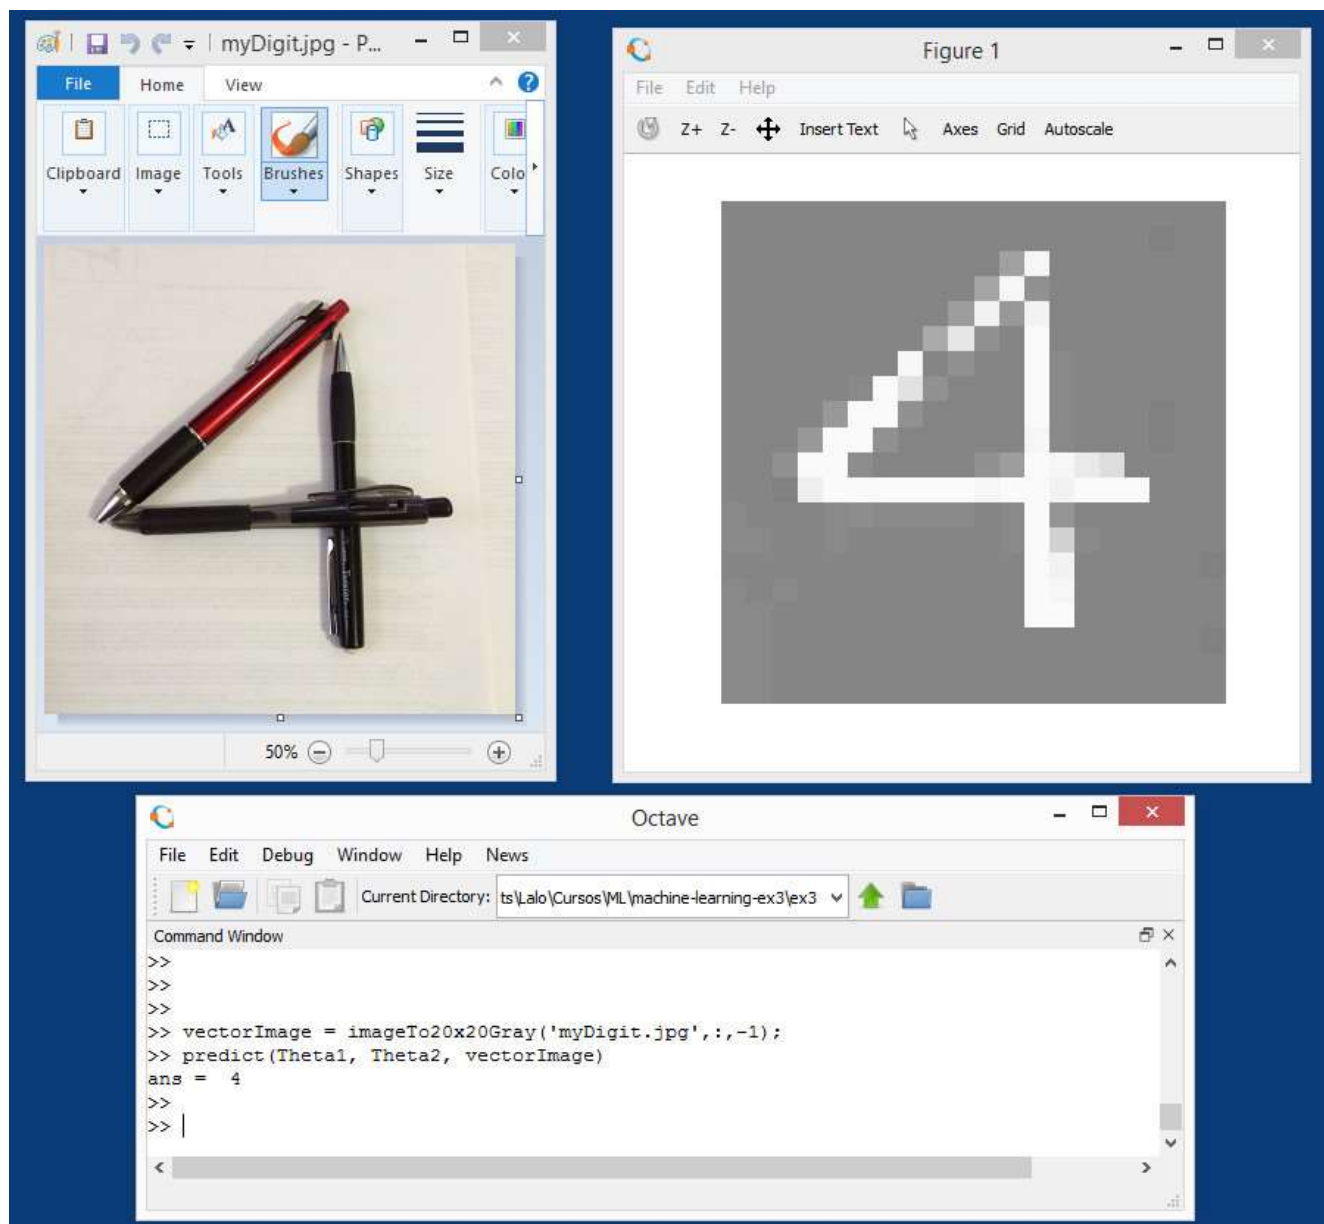 myDigit.jpg - P...
File Home View
Clipboard Image Tools Brushes Shapes Size Colo
50%
Figure 1
File Edit Help
Z+ Z- Insert Text Axes Grid Autoscale
Octave
File Edit Debug Window Help News
Current Directory: ts\Lalo\Cursos\ML\machine-learning-ex3\ex3
Command Window
>>
>>
>>
>> vectorImage = imageTo20x20Gray('myDigit.jpg',:,-1);
>> predict(Theta1, Theta2, vectorImage)
ans =  4
>>
>>